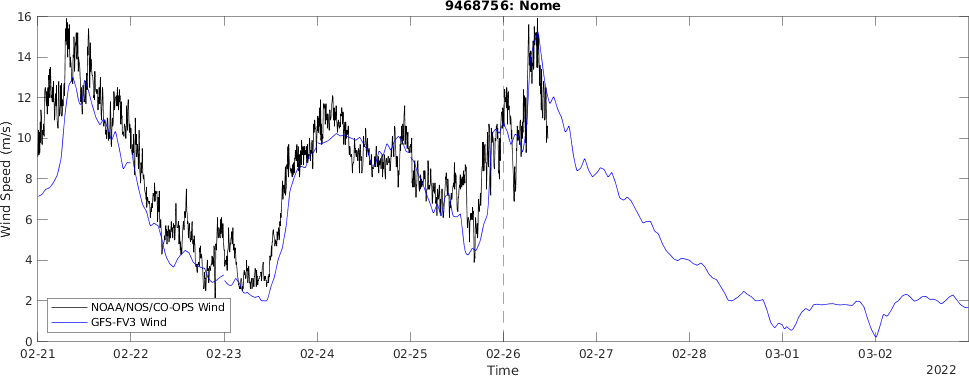 9468756: Nome
Wind Speed (m/s)
16
14
12
10
8
6
4
2
0
NOAA/NOS/CO-OPS Wind
GFS-FV3 Wind
02-21 02-22 02-23 02-24 02-25 02-26 02-27 02-28 03-01 03-02
Time
2022